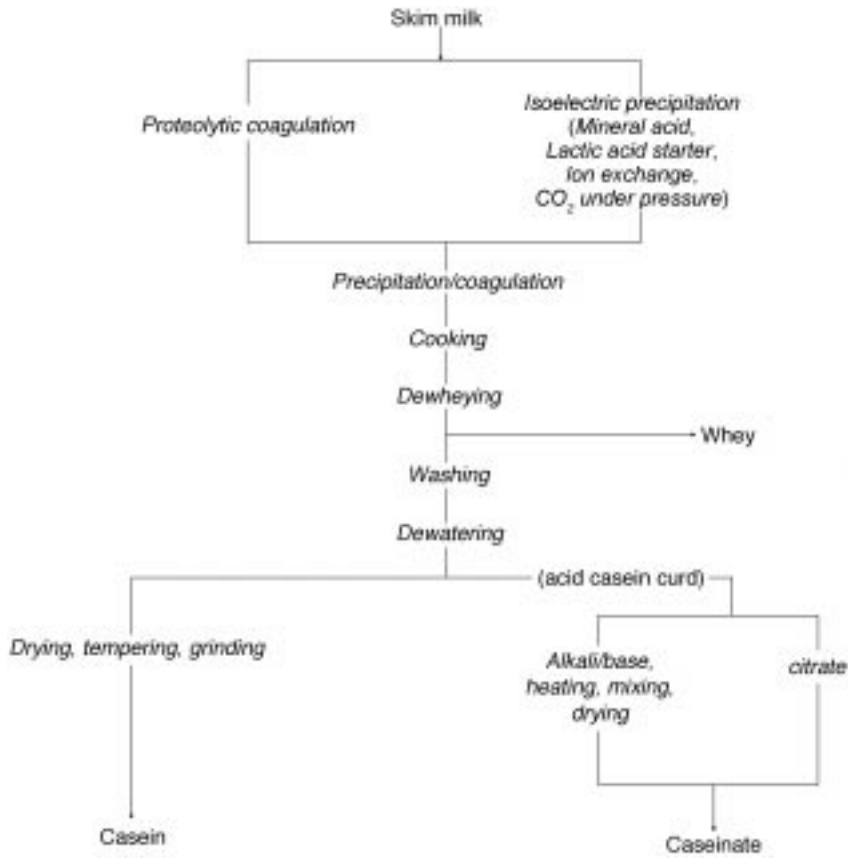 Skim milk
Proteolytic coagulation
Isoelectric precipitation
(Mineral acid,
Lactic acid starter,
Ion exchange,
CO₂ under pressure)
Precipitation/coagulation
Cooking
Dewheying
Whey
Washing
Dewatering
(acid casein curd)
Drying, tempering, grinding
Alkali/base,
heating, mixing,
drying
citrate
Casein
Caseinate